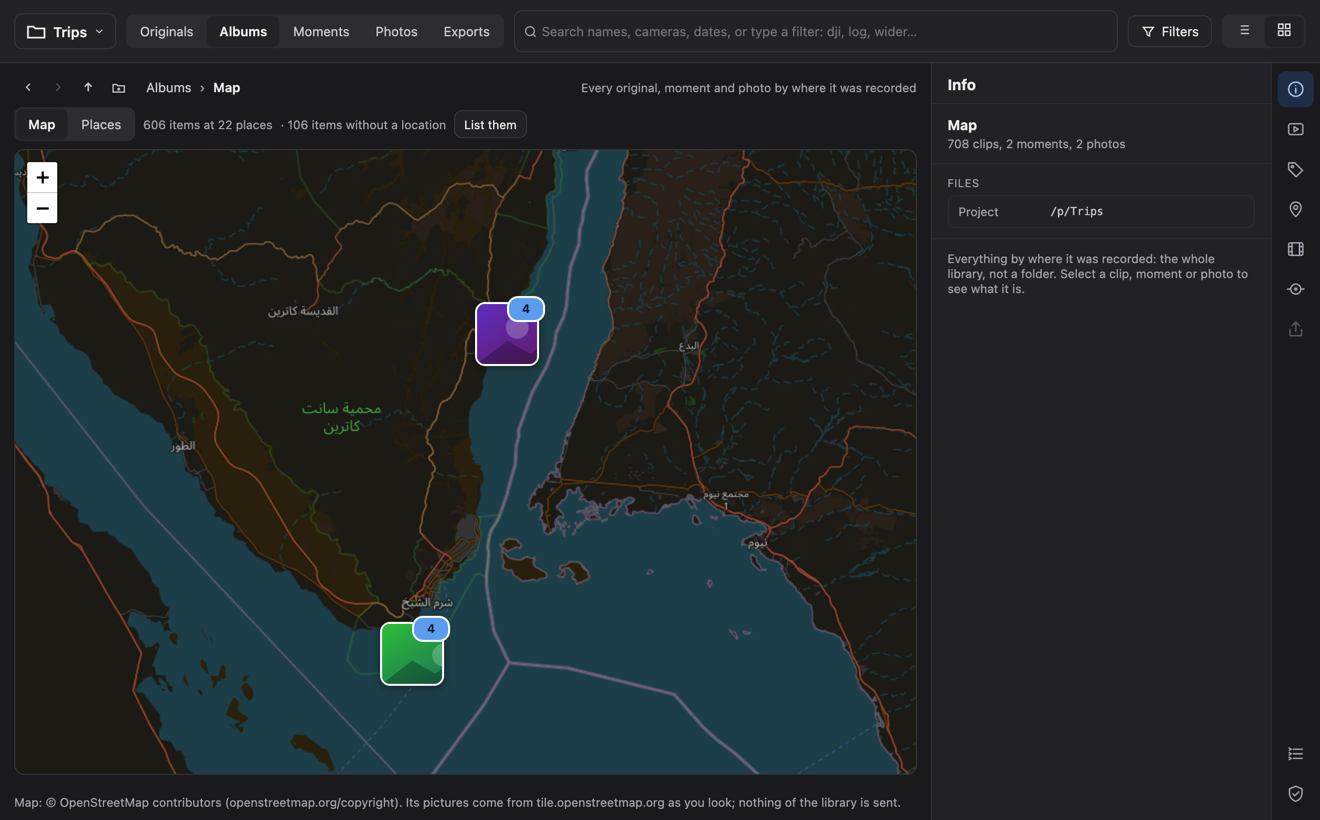 Trips
Originals
Albums
Moments
Photos
Exports
Search names, cameras, dates, or type a filter: dji, log, wider...
Filters
Albums › Map
Every original, moment and photo by where it was recorded
Map
Places
606 items at 22 places · 106 items without a location
List them
+
−
القديسة كاترين
4
البدع
محمية سانت
كاترين
الطور
مجتمع نيوم
1
نيوم
شرم الشيخ
4
Map: © OpenStreetMap contributors (openstreetmap.org/copyright). Its pictures come from tile.openstreetmap.org as you look; nothing of the library is sent.
Info
Map
708 clips, 2 moments, 2 photos
FILES
Project /p/Trips
Everything by where it was recorded: the whole
library, not a folder. Select a clip, moment or photo to
see what it is.